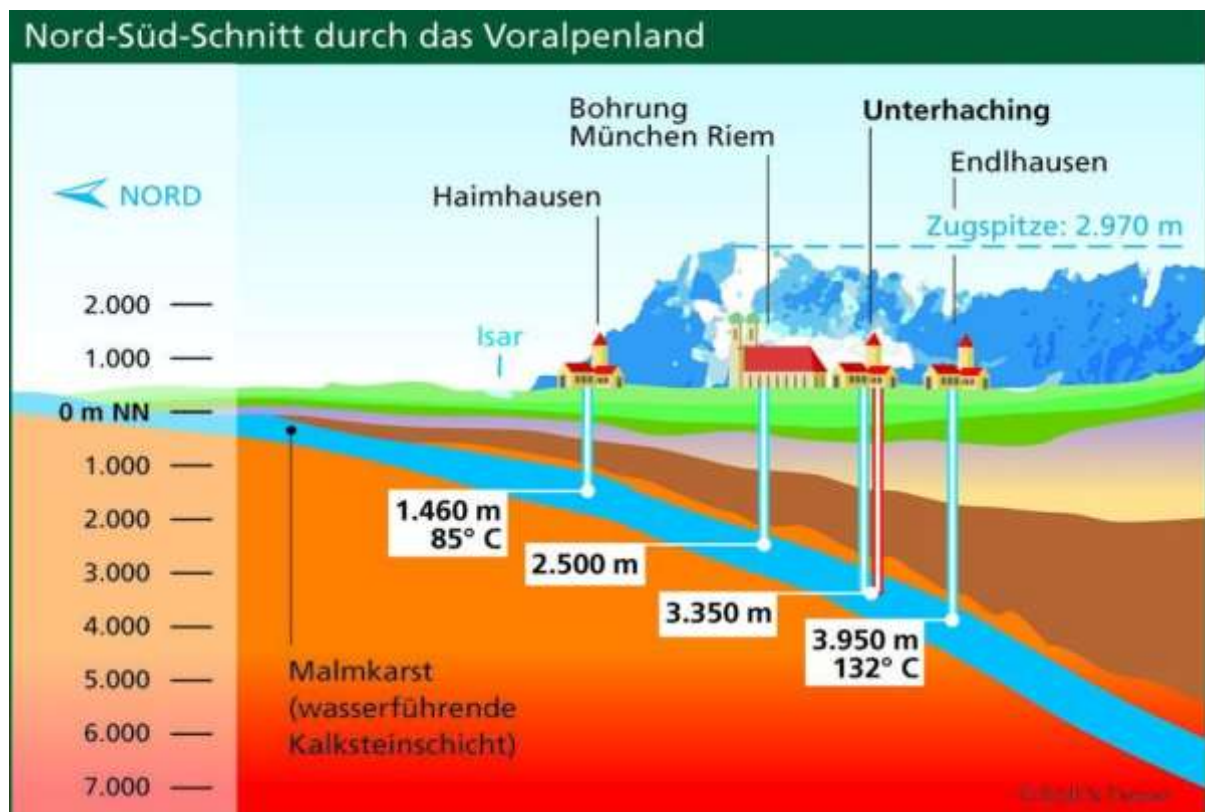 Nord-Süd-Schnitt durch das Voralpenland
Bohrung
München Riem
Unterhaching
Endlhausen
Haimhausen
NORD
Zugspitze: 2.970 m
Isar
2.000
1.000
0 m NN
1.000
2.000
3.000
4.000
5.000
6.000
7.000
1.460 m
85° C
2.500 m
3.350 m
3.950 m
132° C
Malmkarst
(wasserführende
Kalksteinschicht)